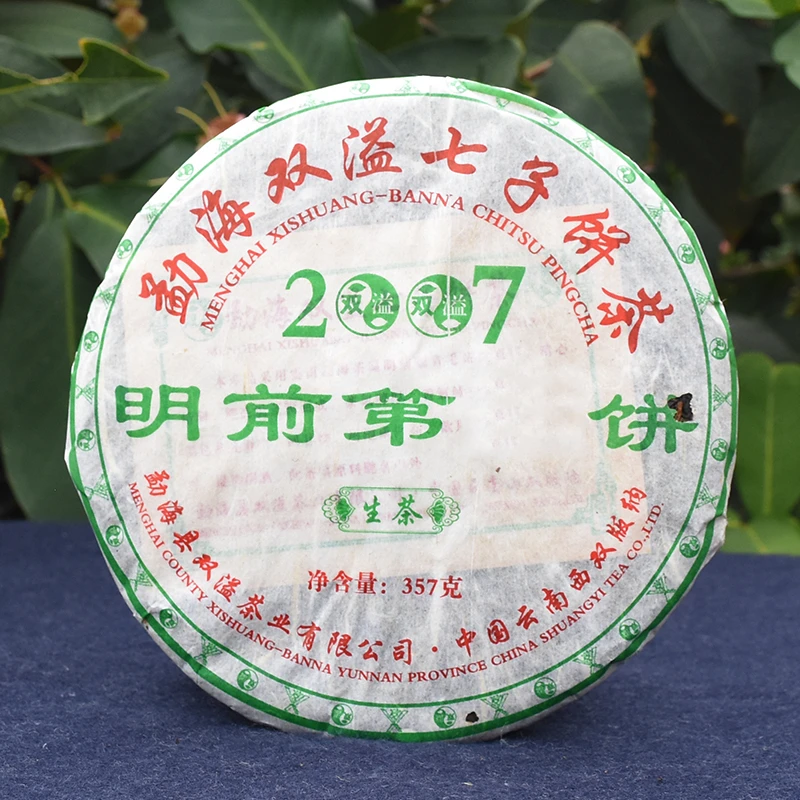 勐海双溢七子饼茶
MENGHAI XISHUANG-BANNA CHITSU PINGCHA
2007
双溢 双溢
明前第 饼
生茶
净含量：357克
勐海县双溢茶业有限公司·中国云南西双版纳
MENGHAI COUNTY XISHUANG-BANNA YUNNAN PROVINCE CHINA SHUANGYI TEA CO.,LTD.